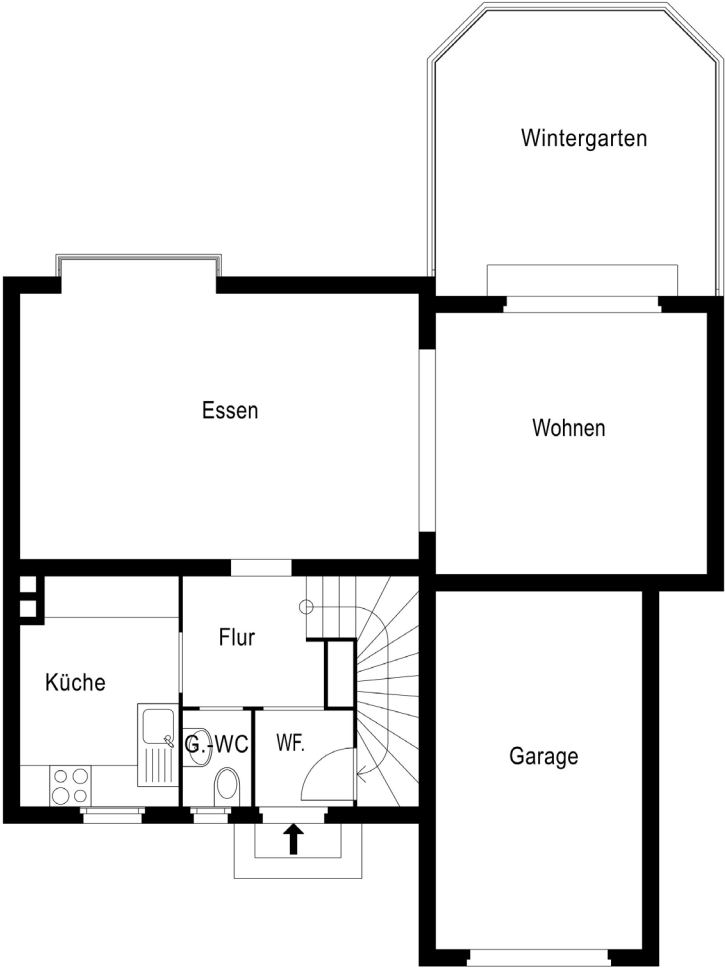 Wintergarten
Essen
Wohnen
Flur
Küche
G.-WC
WF.
Garage